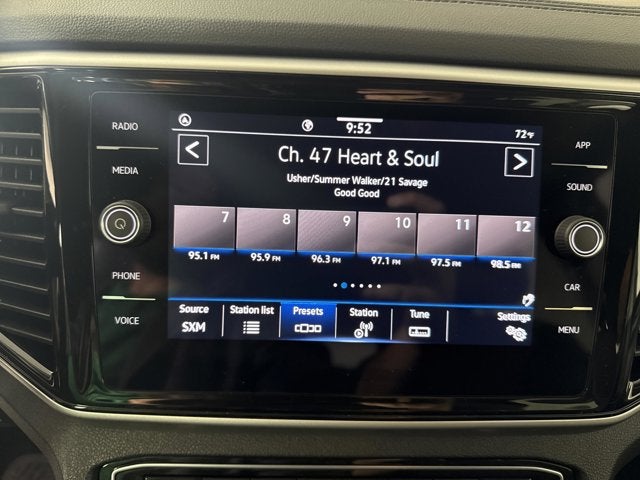 RADIO
MEDIA
PHONE
VOICE
9:52
72°F
Ch. 47 Heart & Soul
Usher/Summer Walker/21 Savage
Good Good
7 8 9 10 11 12
95.1 FM 95.9 FM 96.3 FM 97.1 FM 97.5 FM 98.5 FM
Source Station list Presets Station Tune Settings
SXM
APP
SOUND
CAR
MENU